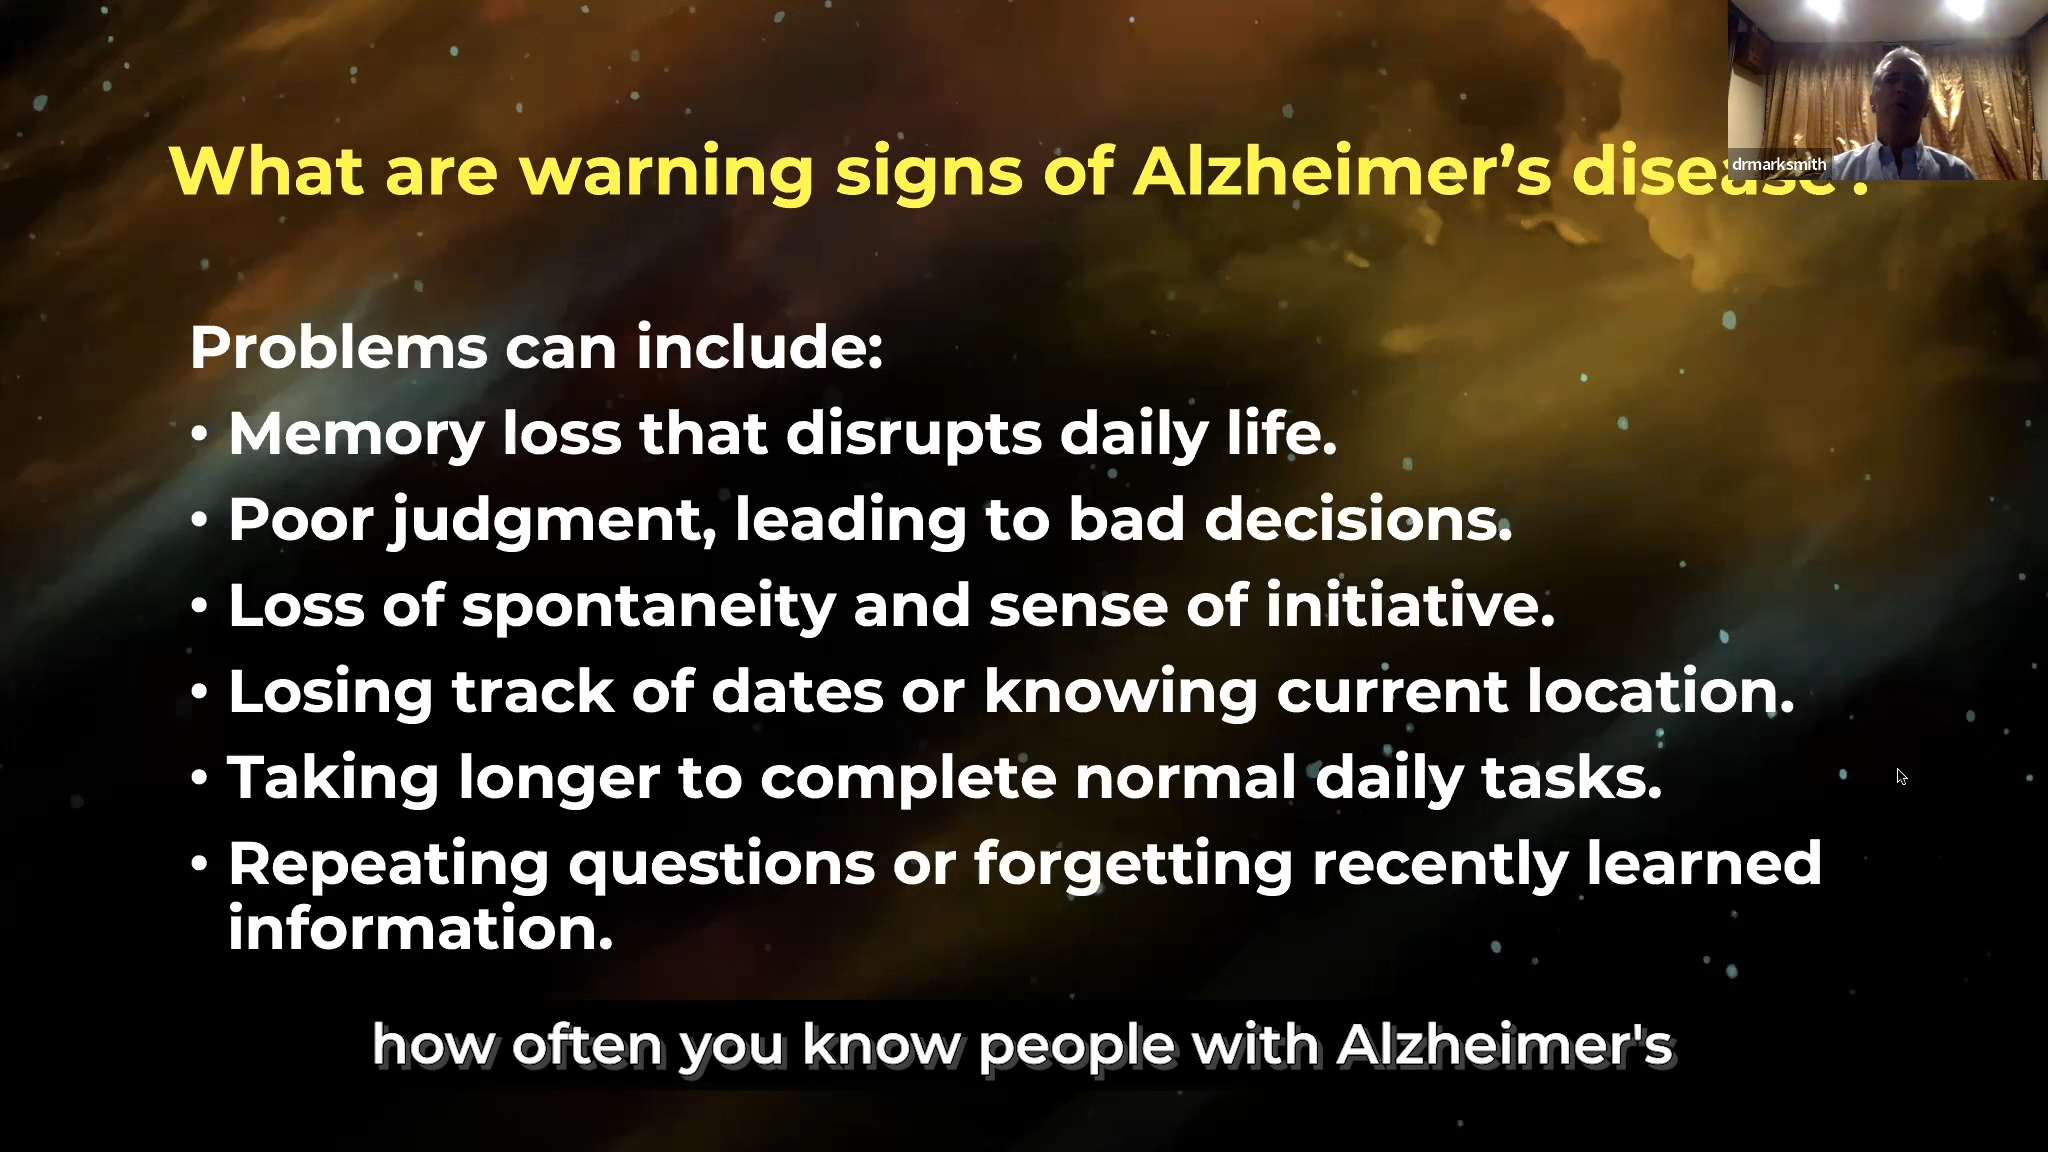 What are warning signs of Alzheimer’s disease?
drmarksmith
Problems can include:
• Memory loss that disrupts daily life.
• Poor judgment, leading to bad decisions.
• Loss of spontaneity and sense of initiative.
• Losing track of dates or knowing current location.
• Taking longer to complete normal daily tasks.
• Repeating questions or forgetting recently learned
information.
how often you know people with Alzheimer's